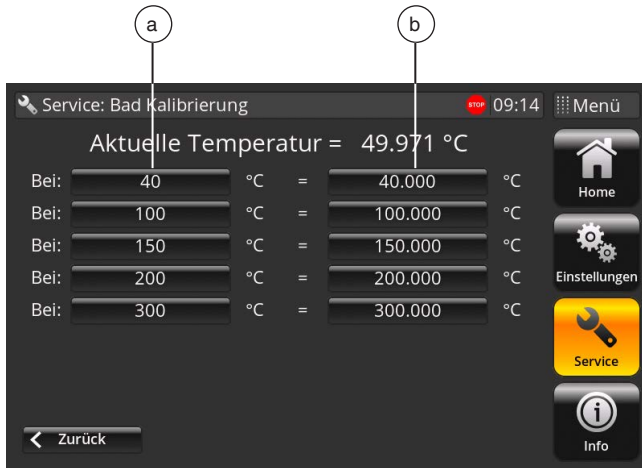 a b
Service: Bad Kalibrierung STOP 09:14 Menü
Aktuelle Temperatur = 49.971 °C
Bei: 40 °C = 40.000 °C
Home
Bei: 100 °C = 100.000 °C
Bei: 150 °C = 150.000 °C
Bei: 200 °C = 200.000 °C
Einstellungen
Bei: 300 °C = 300.000 °C
Service
Zurück
Info